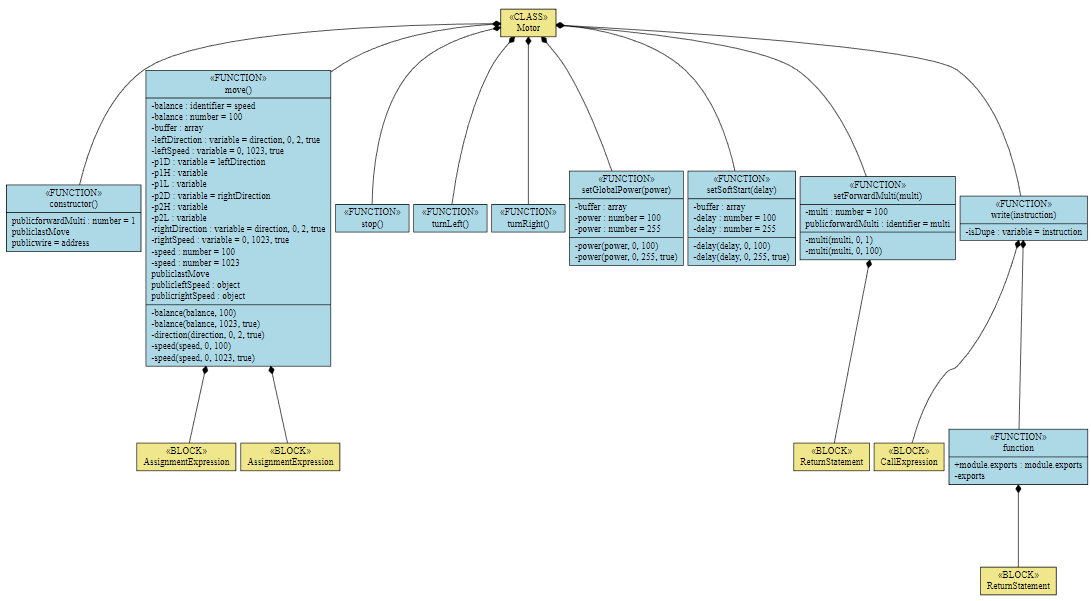 «CLASS»
Motor
«FUNCTION»
move()
-balance : identifier = speed
-balance : number = 100
-buffer : array
-leftDirection : variable = direction, 0, 2, true
-leftSpeed : variable = 0, 1023, true
-p1D : variable = leftDirection
-p1H : variable
-p1L : variable
-p2D : variable = rightDirection
-p2H : variable
-p2L : variable
-rightDirection : variable = direction, 0, 2, true
-rightSpeed : variable = 0, 1023, true
-speed : number = 100
-speed : number = 1023
publiclastMove
publicleftSpeed : object
publicrightSpeed : object
-balance(balance, 100)
-balance(balance, 1023, true)
-direction(direction, 0, 2, true)
-speed(speed, 0, 100)
-speed(speed, 0, 1023, true)
«FUNCTION»
constructor()
publicforwardMulti : number = 1
publiclastMove
publicwire = address
«FUNCTION»
stop()
«FUNCTION»
turnLeft()
«FUNCTION»
turnRight()
«FUNCTION»
setGlobalPower(power)
-buffer : array
-power : number = 100
-power : number = 255
-power(power, 0, 100)
-power(power, 0, 255, true)
«FUNCTION»
setSoftStart(delay)
-buffer : array
-delay : number = 100
-delay : number = 255
-delay(delay, 0, 100)
-delay(delay, 0, 255, true)
«FUNCTION»
setForwardMulti(multi)
-multi : number = 100
publicforwardMulti : identifier = multi
-multi(multi, 0, 1)
-multi(multi, 0, 100)
«FUNCTION»
write(instruction)
-isDupe : variable = instruction
«BLOCK»
AssignmentExpression
«BLOCK»
AssignmentExpression
«BLOCK»
ReturnStatement
«BLOCK»
CallExpression
«FUNCTION»
function
+module.exports : module.exports
-exports
«BLOCK»
ReturnStatement